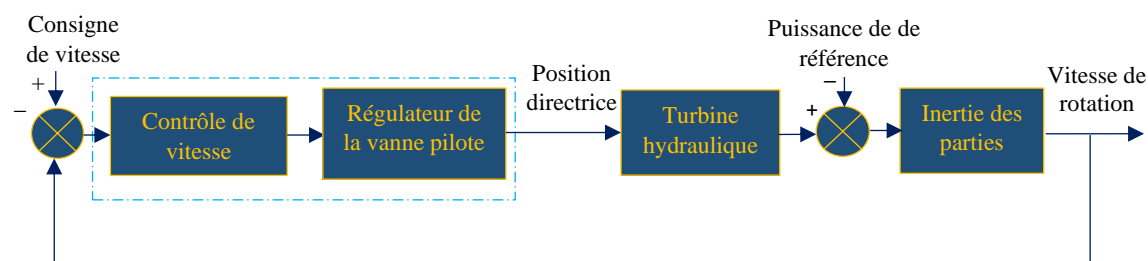 Consigne
de vitesse
+
−
Contrôle de
vitesse
Régulateur de
la vanne pilote
Position
directrice
Turbine
hydraulique
Puissance de de
référence
−
+
Inertie des
parties
Vitesse de
rotation